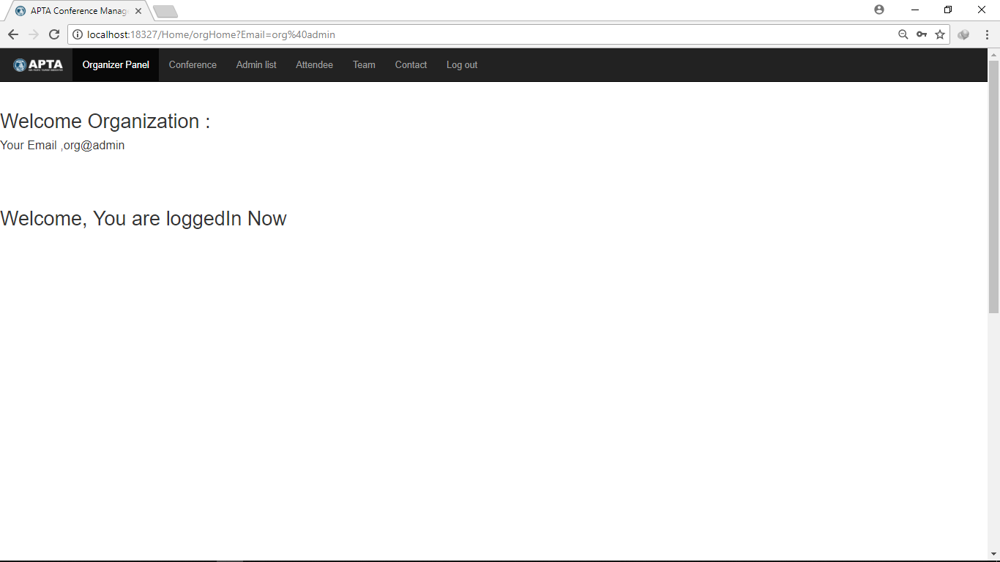 APTA Conference Manag
localhost:18327/Home/orgHome?Email=org%40admin
APTA Organizer Panel Conference Admin list Attendee Team Contact Log out
Welcome Organization :
Your Email ,org@admin
Welcome, You are loggedIn Now